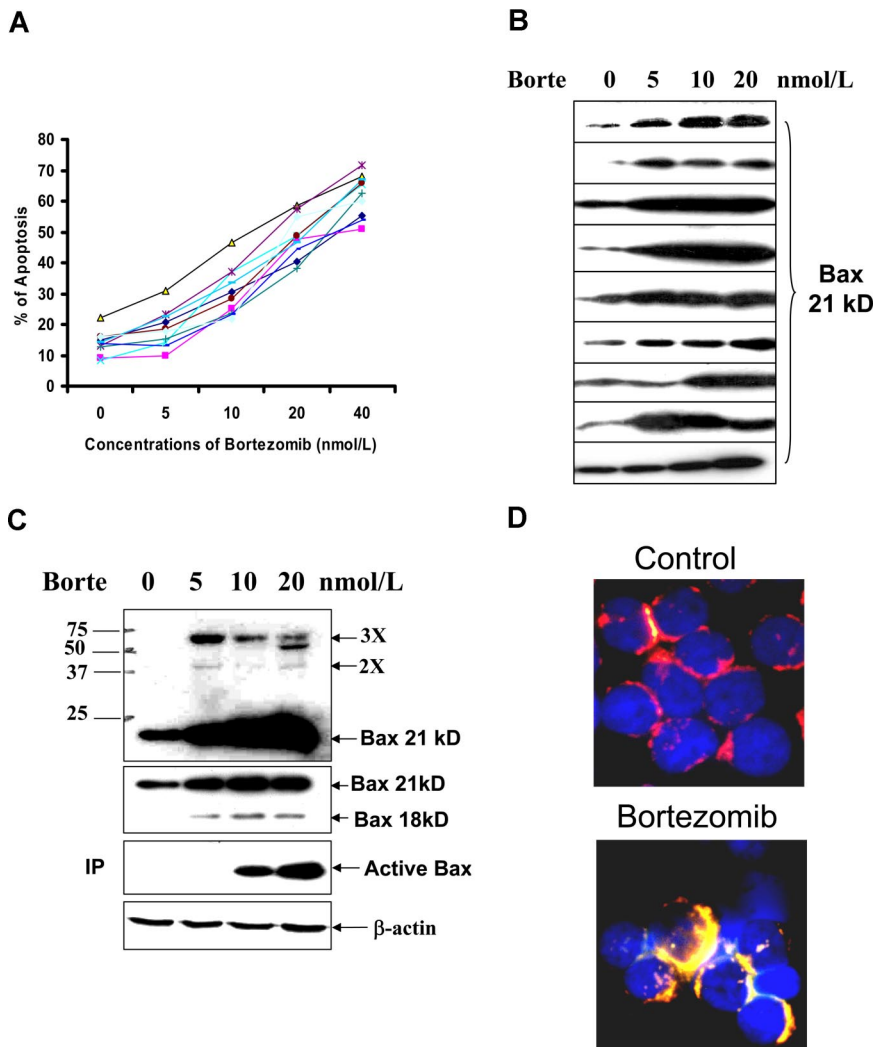 A
80
70
60
50
40
30
20
10
0
% of Apoptosis
0 5 10 20 40
Concentrations of Bortezomib (nmol/L)
B
Borte 0 5 10 20 nmol/L
Bax
21 kD
C
Borte 0 5 10 20 nmol/L
75
50
37
25
3X
2X
Bax 21 kD
Bax 21kD
Bax 18kD
IP
Active Bax
β-actin
D
Control
Bortezomib